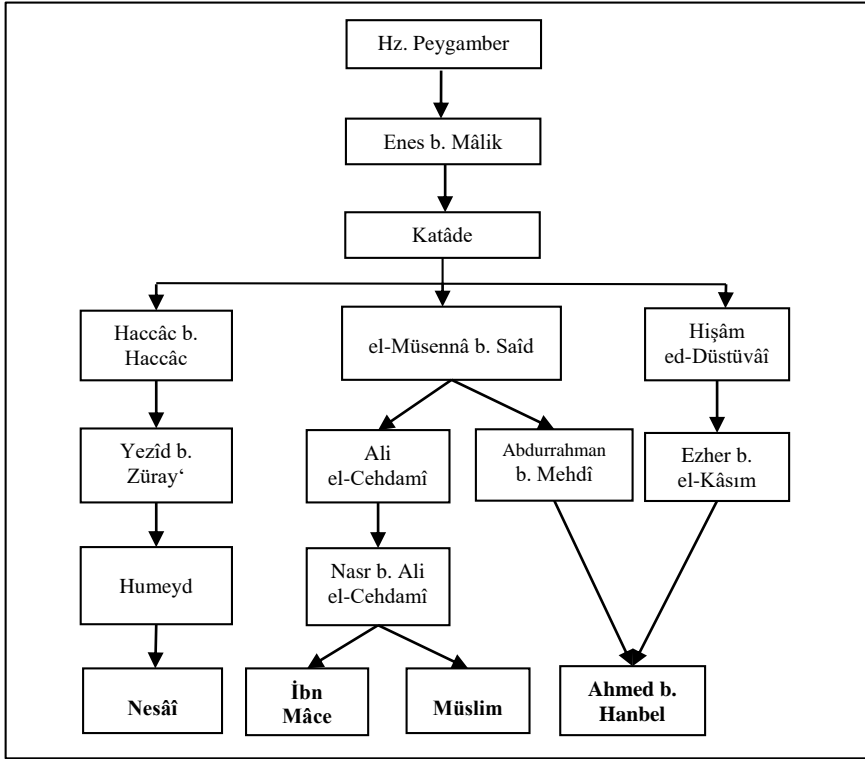 Hz. Peygamber
Enes b. Mâlik
Katâde
Haccâc b.
Haccâc
el-Müsennâ b. Saîd
Hişâm
ed-Düstüvâî
Yezîd b.
Züray‘
Ali
el-Cehdamî
Abdurrahman
b. Mehdî
Ezher b.
el-Kâsım
Humeyd
Nasr b. Ali
el-Cehdamî
Nesâî
İbn
Mâce
Müslim
Ahmed b.
Hanbel